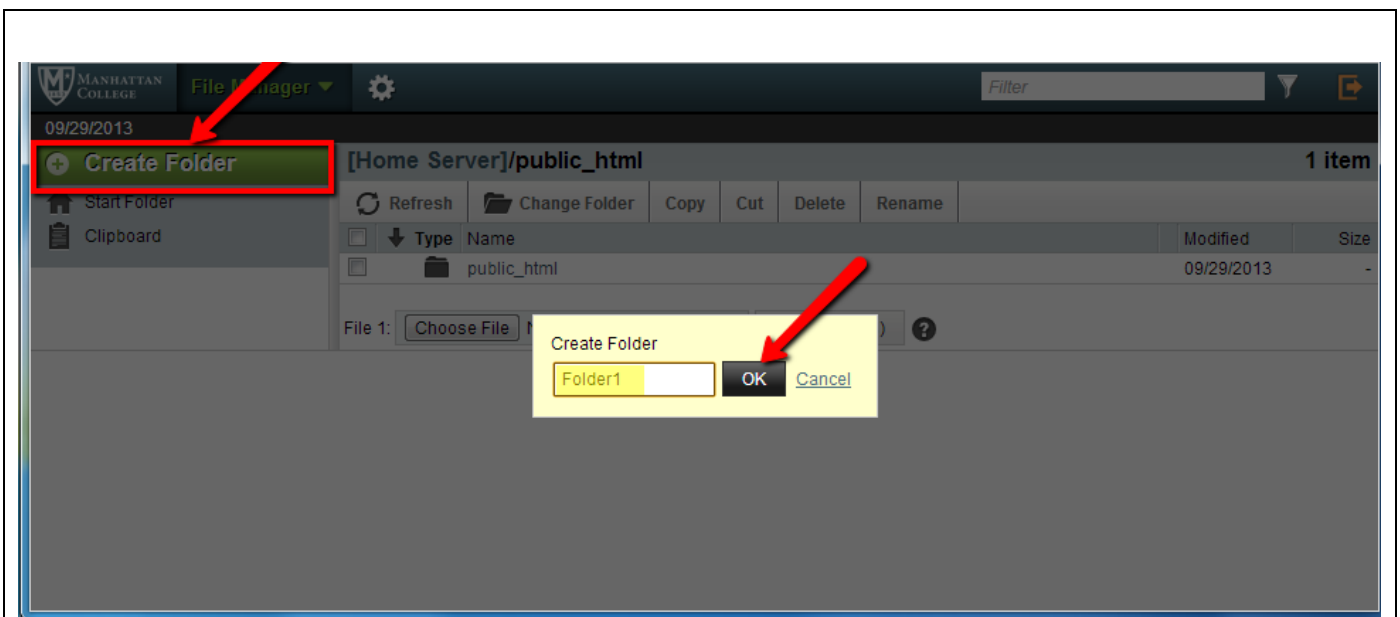 MANHATTAN
COLLEGE
File Manager
Filter
09/29/2013
Create Folder
[Home Server]/public_html
1 item
Start Folder
Refresh Change Folder Copy Cut Delete Rename
Clipboard
Type Name Modified Size
public_html 09/29/2013 -
File 1: Choose File
Create Folder
Folder1 OK Cancel